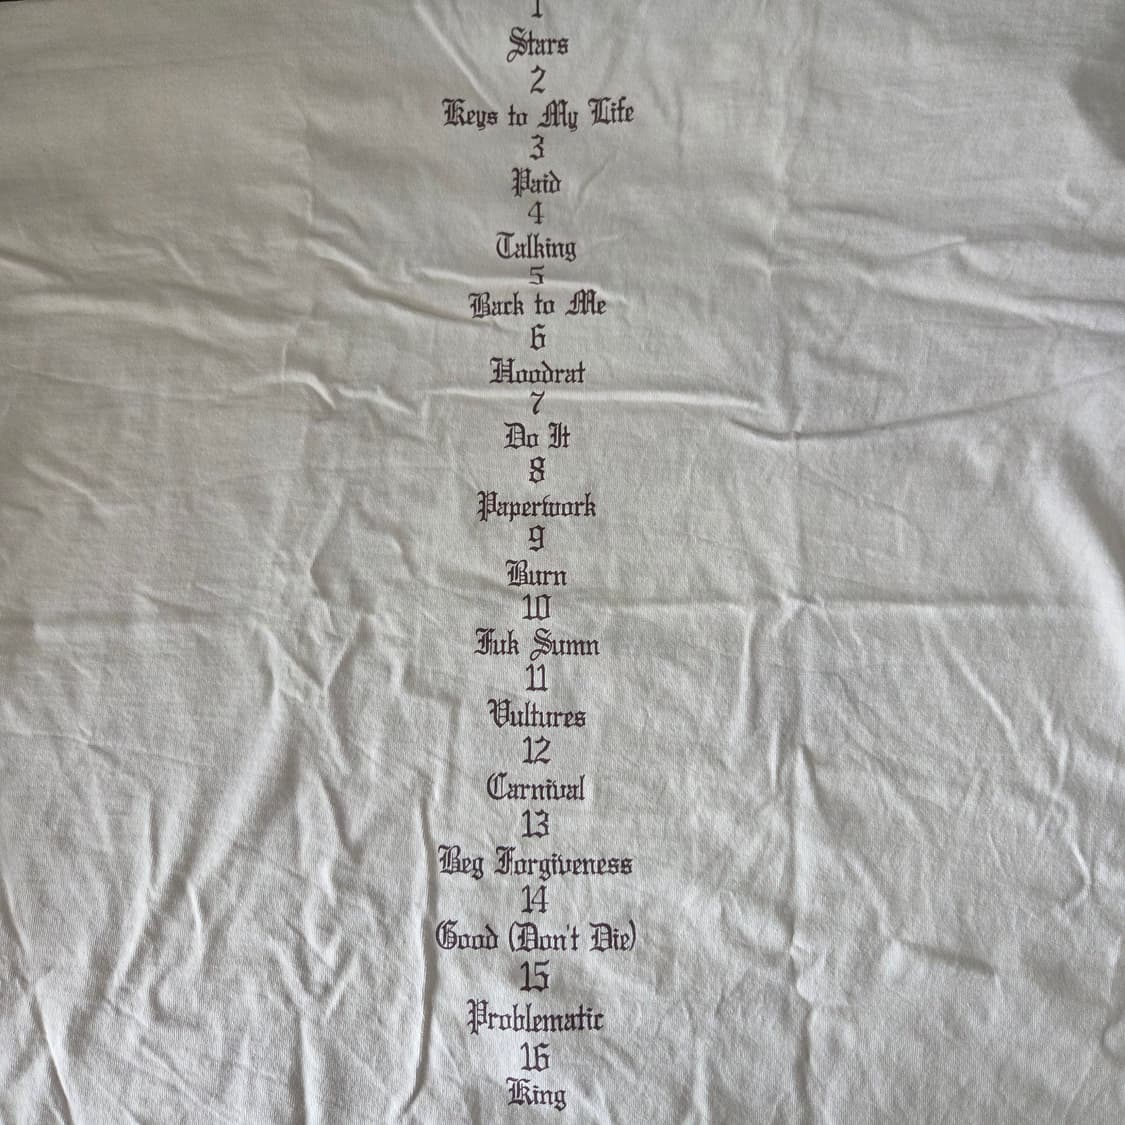 1
Stars
2
Keys to My Life
3
Paid
4
Talking
5
Back to Me
6
Hoodrat
7
Do It
8
Paperwork
9
Burn
10
Fuk Sumn
11
Vultures
12
Carnival
13
Beg Forgiveness
14
Good (Don't Die)
15
Problematic
16
King